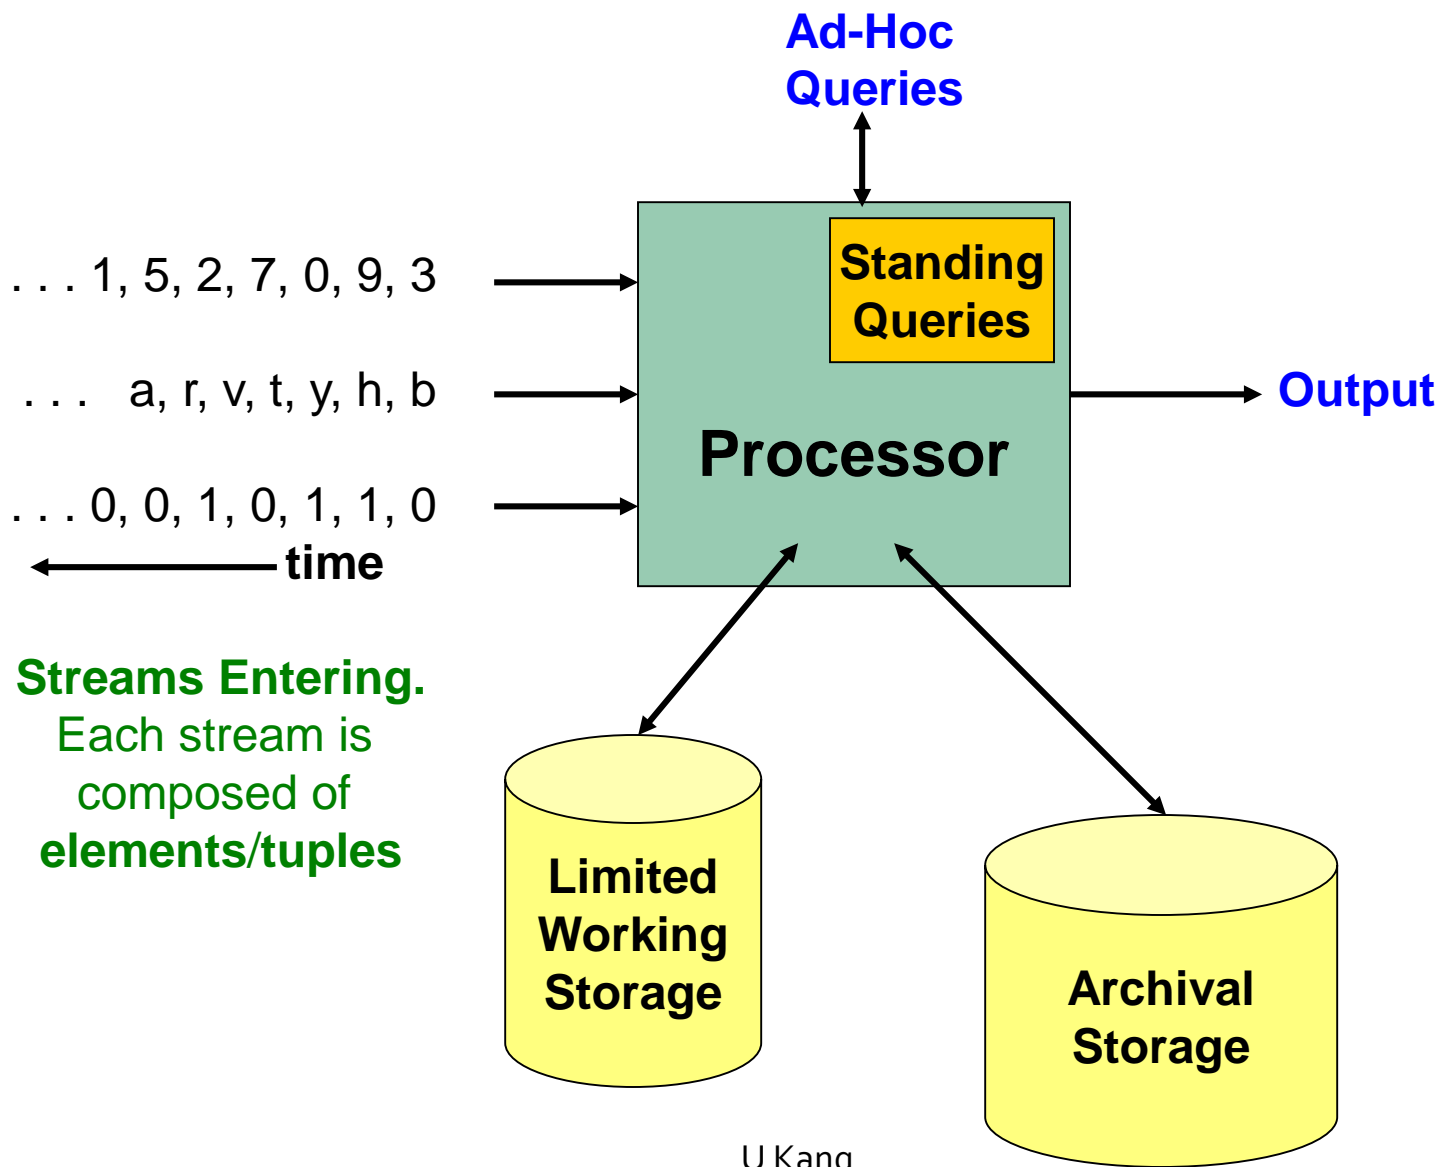 Ad-Hoc
Queries
Standing
Queries
. . . 1, 5, 2, 7, 0, 9, 3
. . . a, r, v, t, y, h, b
Output
Processor
. . . 0, 0, 1, 0, 1, 1, 0
time
Streams Entering.
Each stream is
composed of
elements/tuples
Limited
Working
Storage
Archival
Storage
U Kang